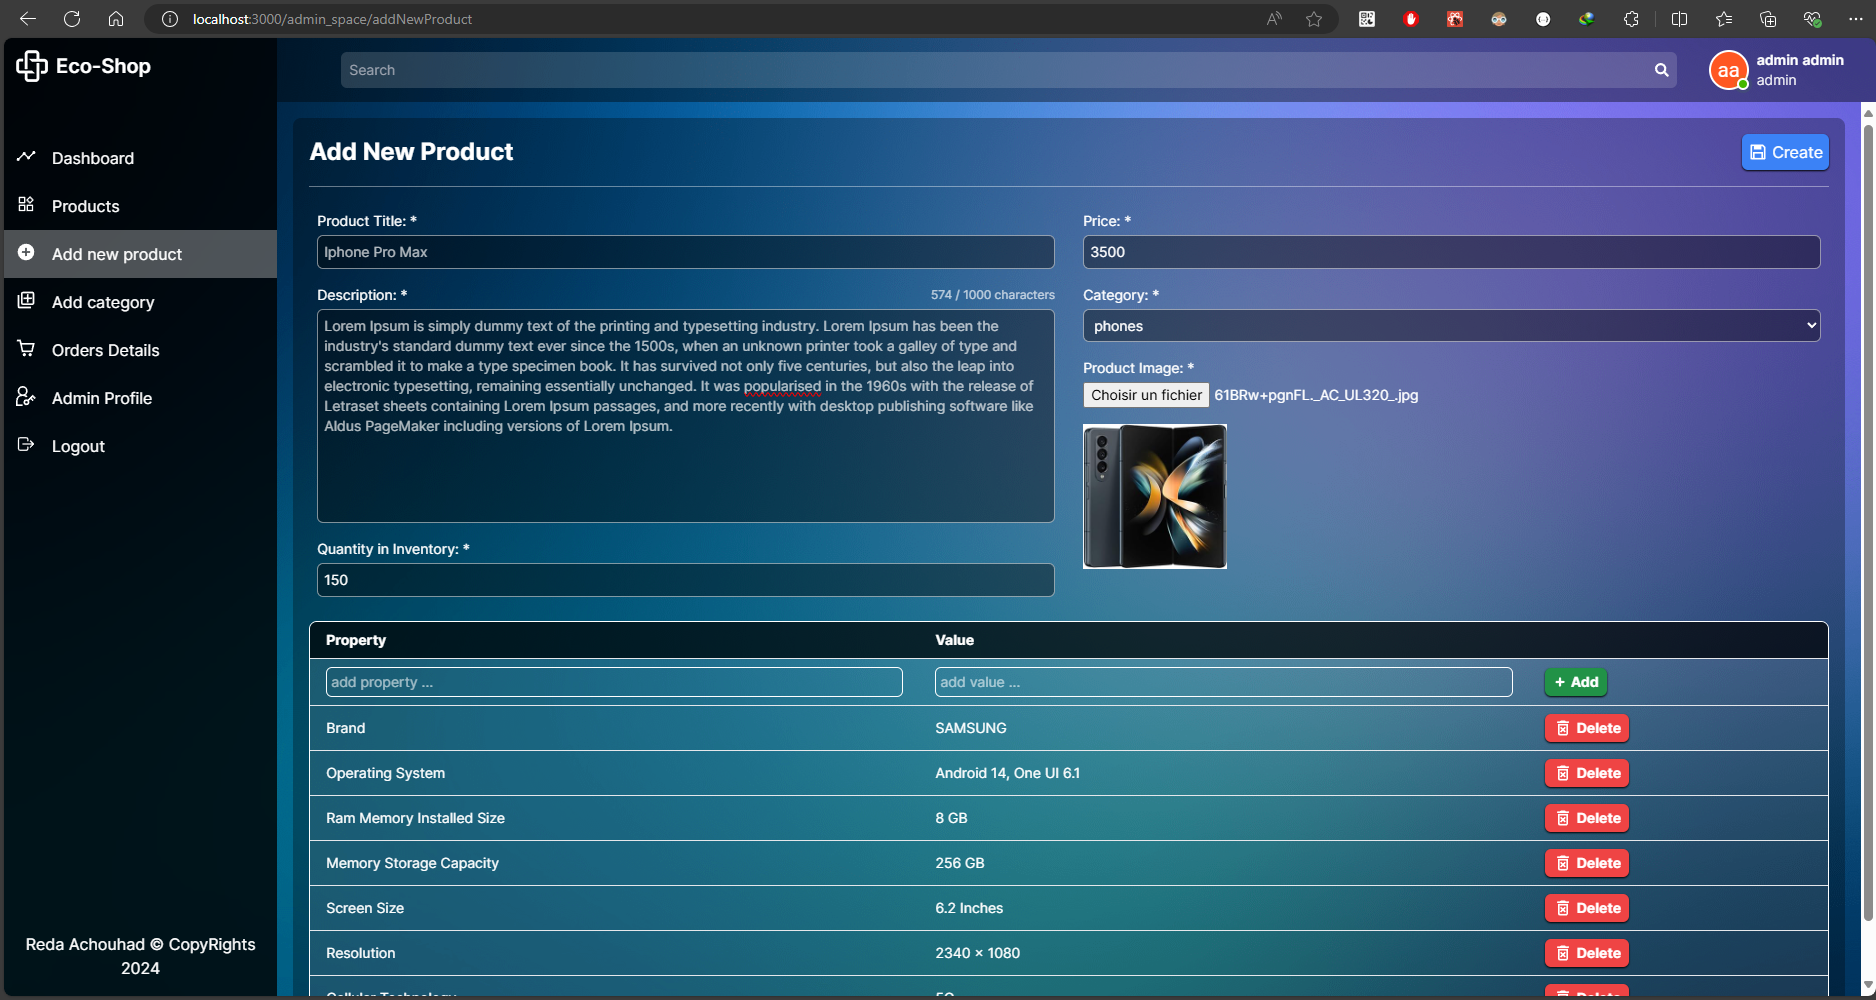 localhost:3000/admin_space/addNewProduct
Eco-Shop
Search
aa
admin admin
admin
Dashboard
Products
Add new product
Add category
Orders Details
Admin Profile
Logout
Reda Achouhad © CopyRights
2024
Add New Product
Create
Product Title: *
Iphone Pro Max
Description: *
574 / 1000 characters
Lorem Ipsum is simply dummy text of the printing and typesetting industry. Lorem Ipsum has been the
industry's standard dummy text ever since the 1500s, when an unknown printer took a galley of type and
scrambled it to make a type specimen book. It has survived not only five centuries, but also the leap into
electronic typesetting, remaining essentially unchanged. It was popularised in the 1960s with the release of
Letraset sheets containing Lorem Ipsum passages, and more recently with desktop publishing software like
Aldus PageMaker including versions of Lorem Ipsum.
Quantity in Inventory: *
150
Price: *
3500
Category: *
phones
Product Image: *
Choisir un fichier 61BRw+pgnFL._AC_UL320_.jpg
Property Value
add property ... add value ... + Add
Brand SAMSUNG Delete
Operating System Android 14, One UI 6.1 Delete
Ram Memory Installed Size 8 GB Delete
Memory Storage Capacity 256 GB Delete
Screen Size 6.2 Inches Delete
Resolution 2340 × 1080 Delete
Cellular Technology 5G Delete